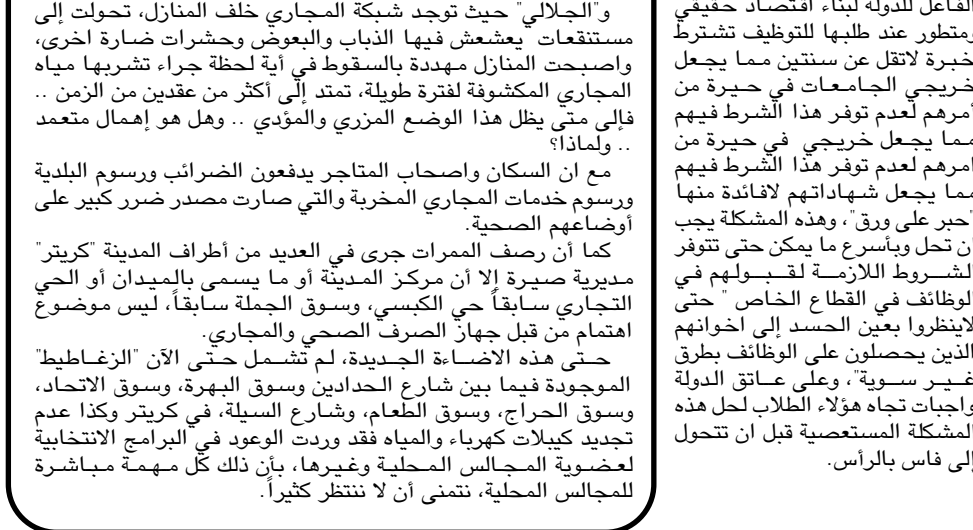 الفاعل للدولة لبناء اقتصاد حقيقي
ومتطور عند طلبها للتوظيف تشترط
خبرة لاتقل عن سنتين مما يجعل
خريجي الجامعات في حيرة من
أمرهم لعدم توفر هذا الشرط فيهم
مما يجعل خريجي في حيرة من
امرهم لعدم توفر هذا الشرط فيهم
مما يجعل شهاداتهم لافائدة منها
"حبر على ورق"، وهذه المشكلة يجب
ان تحل وبأسرع ما يمكن حتى تتوفر
الشروط اللازمة لقبولهم في
الوظائف في القطاع الخاص " حتى
لاينظروا بعين الحسد إلى اخوانهم
الذين يحصلون على الوظائف بطرق
غير سوية"، وعلى عاتق الدولة
واجبات تجاه هؤلاء الطلاب لحل هذه
المشكلة المستعصية قبل ان تتحول
إلى فاس بالرأس.
و"الجلالي" حيث توجد شبكة المجاري خلف المنازل، تحولت إلى
مستنقعات يعشعش فيها الذباب والبعوض وحشرات ضارة اخرى،
واصبحت المنازل مهددة بالسقوط في أية لحظة جراء تشربها مياه
المجاري المكشوفة لفترة طويلة، تمتد إلى أكثر من عقدين من الزمن ..
فإلى متى يظل هذا الوضع المزري والمؤدي .. وهل هو إهمال متعمد
.. ولماذا؟
مع ان السكان واصحاب المتاجر يدفعون الضرائب ورسوم البلدية
ورسوم خدمات المجاري المخربة والتي صارت مصدر ضرر كبير على
أوضاعهم الصحية.
كما أن رصف الممرات جرى في العديد من أطراف المدينة "كريتر"
مديرية صيرة إلا أن مركز المدينة أو ما يسمى بالميدان أو الحي
التجاري سابقاً حي الكبسي، وسوق الجملة سابقاً، ليس موضوع
اهتمام من قبل جهاز الصرف الصحي والمجاري.
حتى هذه الاضاءة الجديدة، لم تشمل حتى الآن "الزغاطيط"
الموجودة فيما بين شارع الحدادين وسوق البهرة، وسوق الاتحاد،
وسوق الحراج، وسوق الطعام، وشارع السيلة، في كريتر وكذا عدم
تجديد كيبلات كهرباء والمياه فقد وردت الوعود في البرامج الانتخابية
لعضوية المجالس المحلية وغيرها، بأن ذلك كل مهمة مباشرة
للمجالس المحلية، نتمنى أن لا ننتظر كثيراً.